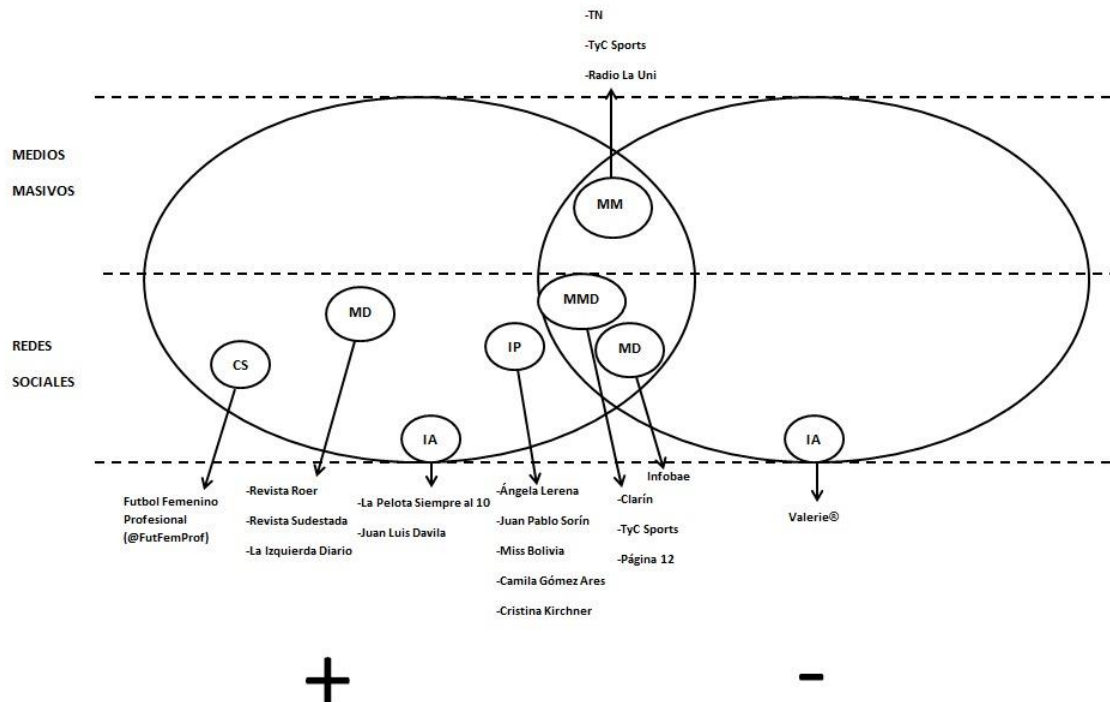 -TN
-TyC Sports
-Radio La Uni
MEDIOS
MASIVOS
MM
REDES
SOCIALES
MD
CS
IP
MMD
MD
IA
IA
Futbol Femenino
Profesional
(@FutFemProf)
-Revista Roer
-Revista Sudestada
-La Izquierda Diario
-La Pelota Siempre al 10
-Juan Luis Davila
-Ángela Lerena
-Juan Pablo Sorín
-Miss Bolivia
-Camila Gómez Ares
-Cristina Kirchner
-Clarín
-TyC Sports
-Página 12
Infobae
Valerie®
+
-